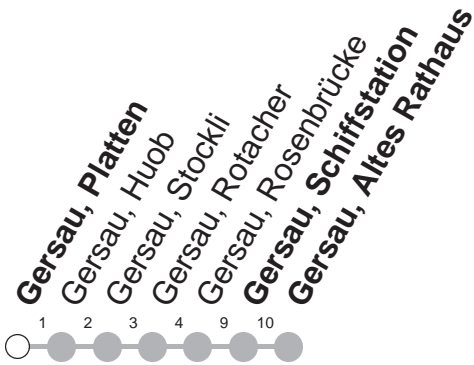 Gersau, Platten
Gersau, Huob
Gersau, Stockli
Gersau, Rotacher
Gersau, Rosenbrücke
Gersau, Schiffstation
Gersau, Altes Rathaus
1 2 3 4 9 10